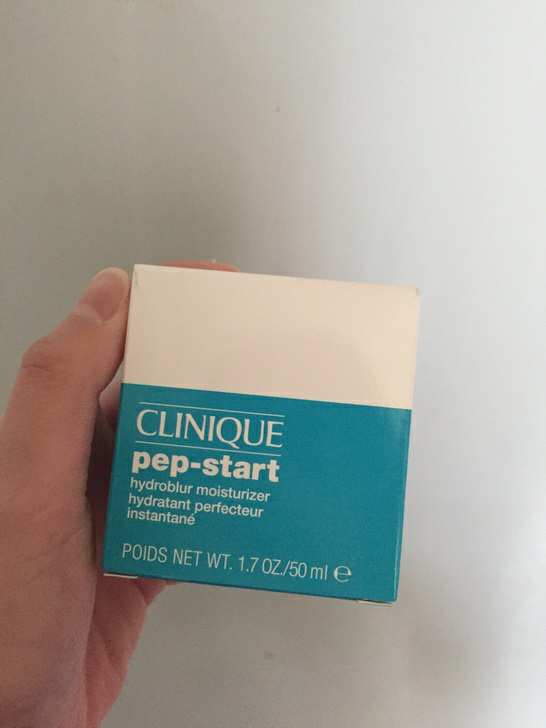 CLINIQUE
pep-start
hydroblur moisturizer
hydratant perfecteur
instantané
POIDS NET WT. 1.7 OZ./50 ml ℮